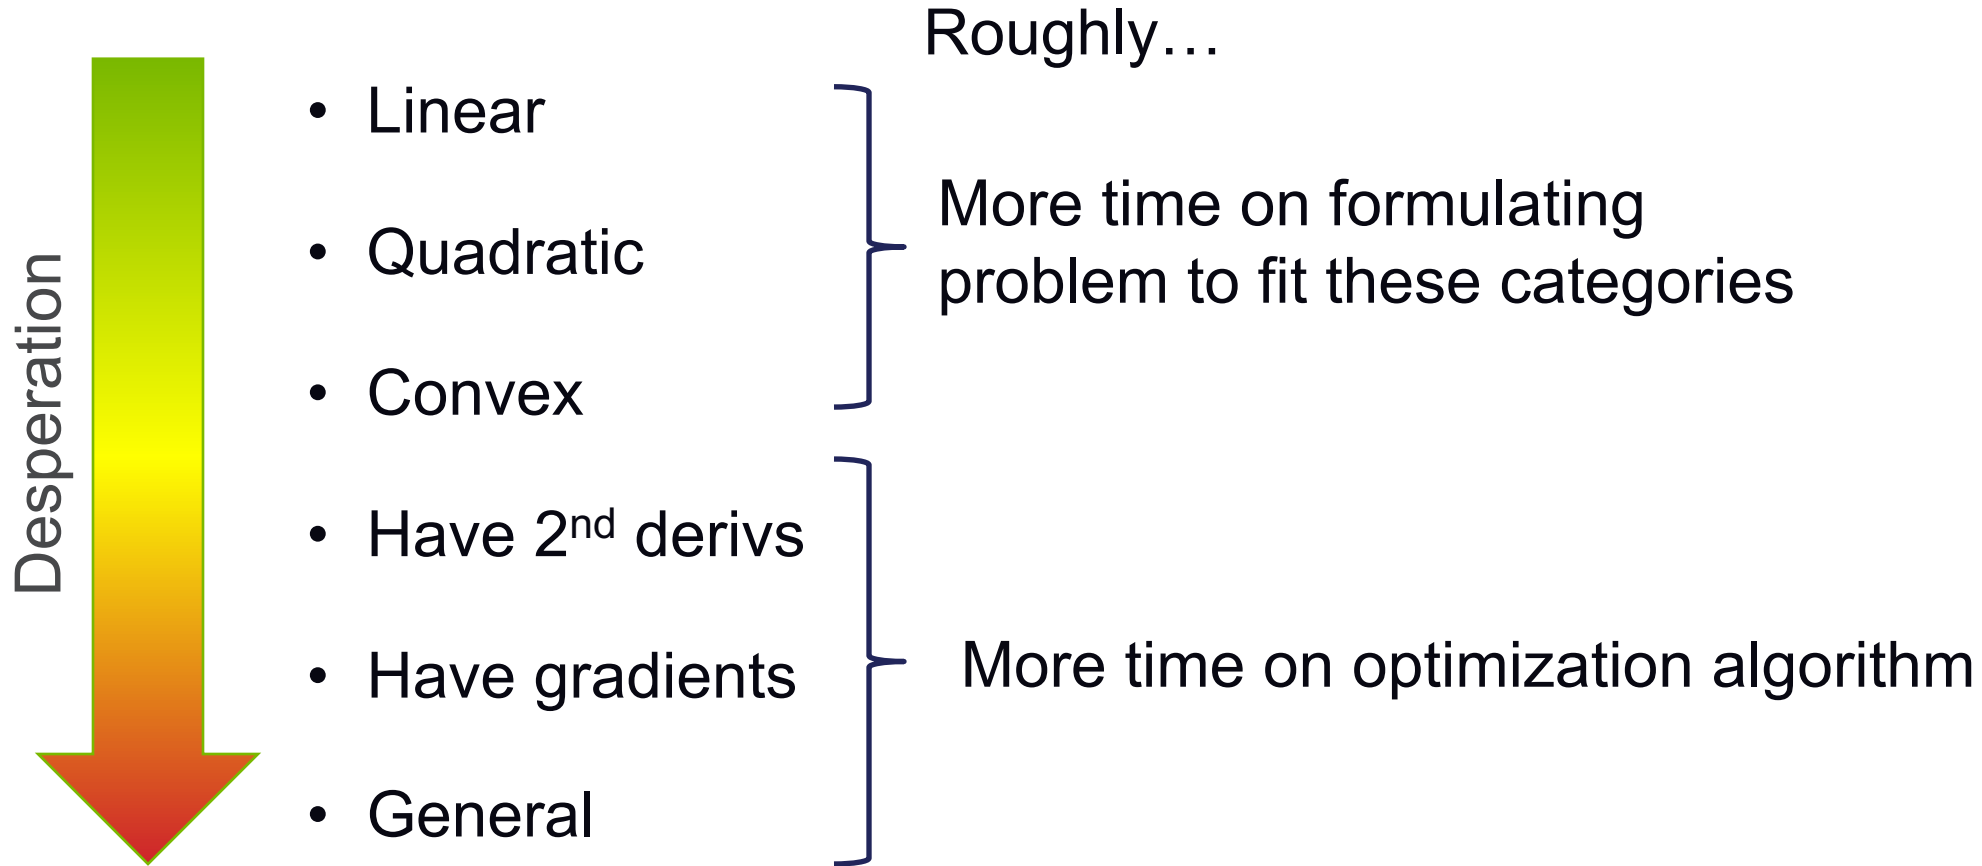 Roughly…
Desperation
• Linear
• Quadratic
• Convex
More time on formulating
problem to fit these categories
• Have 2nd derivs
• Have gradients
• General
More time on optimization algorithm